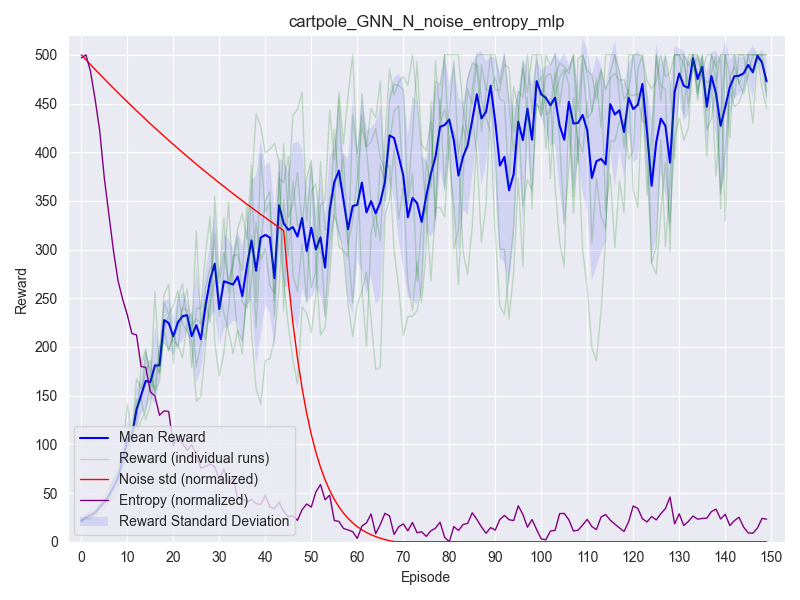 cartpole_GNN_N_noise_entropy_mlp
Reward
500
450
400
350
300
250
200
150
100
50
0
Mean Reward
Reward (individual runs)
Noise std (normalized)
Entropy (normalized)
Reward Standard Deviation
0 10 20 30 40 50 60 70 80 90 100 110 120 130 140 150
Episode